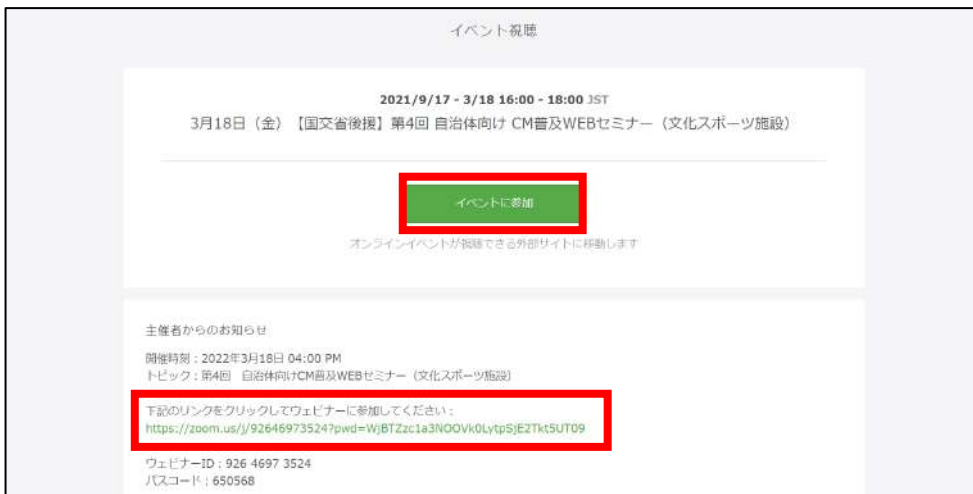 イベント視聴
2021/9/17 - 3/18 16:00 - 18:00 JST
3月18日（金）【国交省後援】第4回 自治体向け CM普及WEBセミナー（文化スポーツ施設）
イベントに参加
オンラインイベントが視聴できる外部サイトに移動します
主催者からのお知らせ
開催時刻：2022年3月18日 04:00 PM
トピック：第4回　自治体向けCM普及WEBセミナー（文化スポーツ施設）
下記のリンクをクリックしてウェビナーに参加してください：
https://zoom.us/j/92646973524?pwd=WjBTZzc1a3NOOVk0LytpSjE2Tkt5UT09
ウェビナーID：926 4697 3524
パスコード：650568